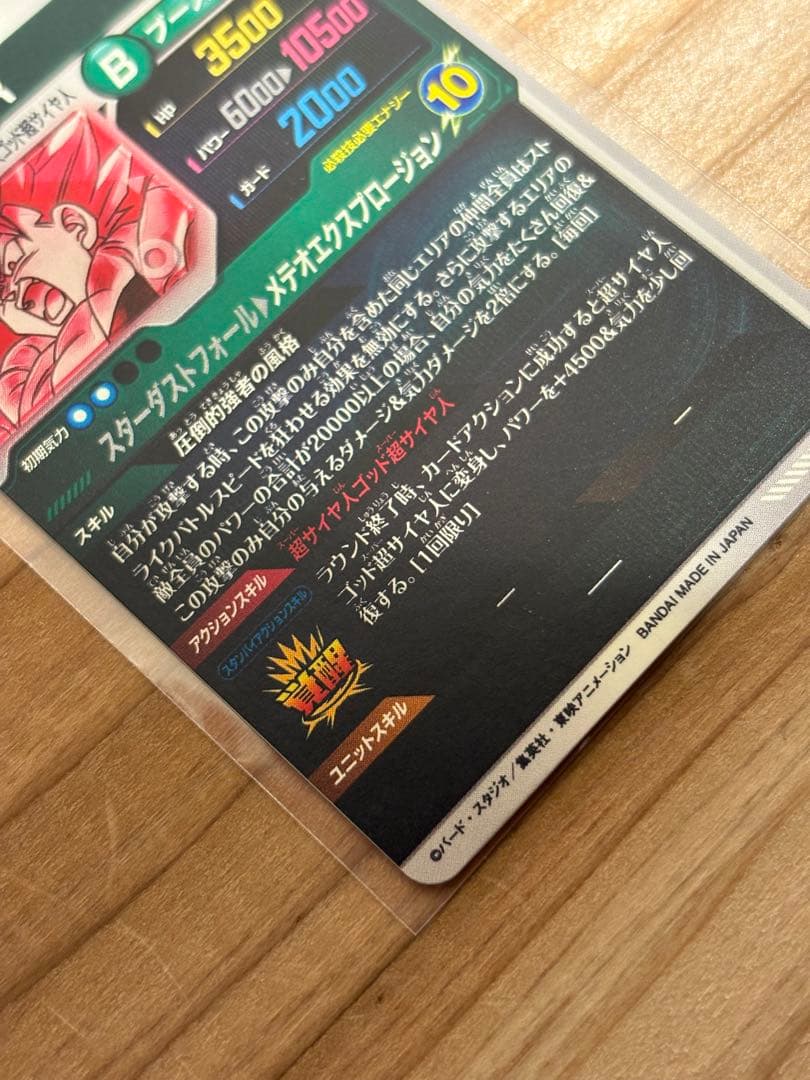 ゴッド超サイヤ人
B
HP 3500
パワー 6000▶10500
ガード 2000
必殺技必要エナジー 10
初期気力
スターダストフォール▶メテオエクスプロージョン
スキル
圧倒的強者の風格
自分が攻撃する時、この攻撃のみ自分を含めた同じエリアの仲間全員はスト
ライクバトルスピードを狂わせる効果を無効にする。さらに攻撃するエリアの
敵全員のパワーの合計が20000以上の場合、自分の気力をたくさん回復&
この攻撃のみ自分の与えるダメージ&気力ダメージを2倍にする。[毎回]
アクションスキル
超サイヤ人ゴッド超サイヤ人
スタンバイアクションスキル
ラウンド終了時、カードアクションに成功すると超サイヤ人
ゴッド超サイヤ人に変身し、パワーを+4500&気力を少し回
復する。[1回限り]
覚醒
ユニットスキル
©バード・スタジオ/集英社・東映アニメーション BANDAI MADE IN JAPAN